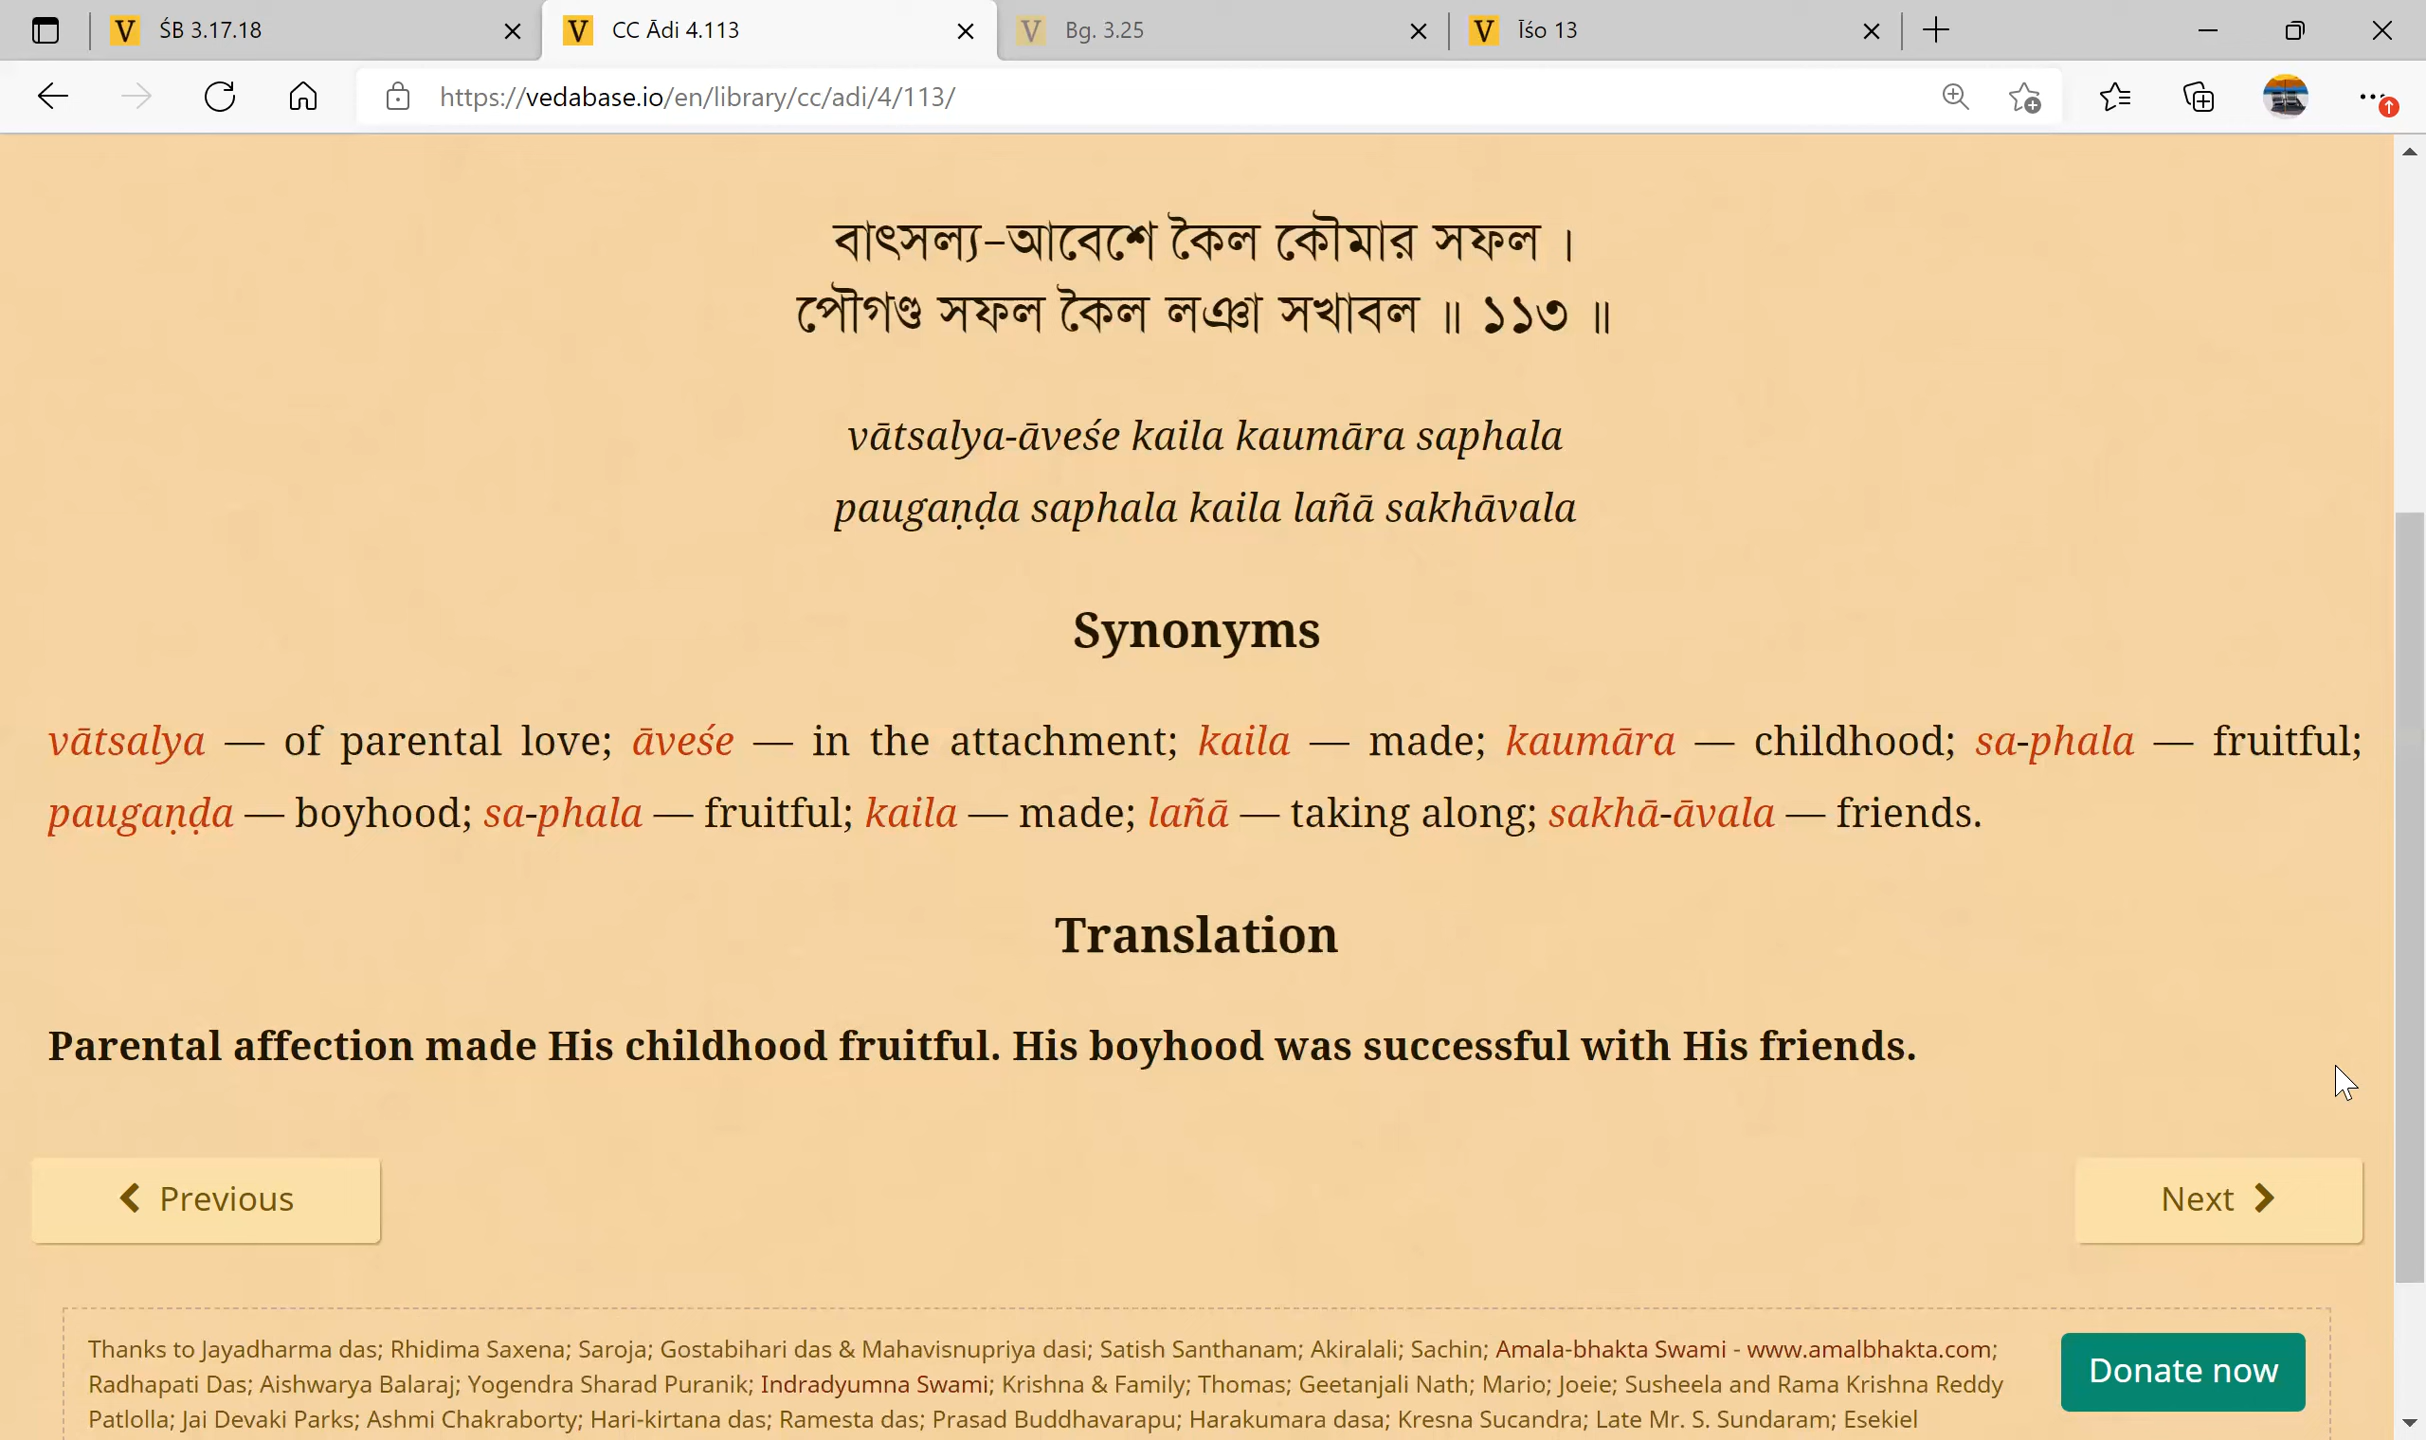 ŚB 3.17.18
CC Ādi 4.113
Bg. 3.25
Īśo 13
https://vedabase.io/en/library/cc/adi/4/113/
বাৎসল্য-আবেশে কৈল কৌমার সফল ।
পৌগণ্ড সফল কৈল লঞা সখাবল ॥ ১১৩ ॥
vātsalya-āveśe kaila kaumāra saphala
paugaṇḍa saphala kaila lañā sakhāvala
Synonyms
vātsalya — of parental love; āveśe — in the attachment; kaila — made; kaumāra — childhood; sa-phala — fruitful;
paugaṇḍa — boyhood; sa-phala — fruitful; kaila — made; lañā — taking along; sakhā-āvala — friends.
Translation
Parental affection made His childhood fruitful. His boyhood was successful with His friends.
Previous
Next
Thanks to Jayadharma das; Rhidima Saxena; Saroja; Gostabihari das & Mahavisnupriya dasi; Satish Santhanam; Akiralali; Sachin; Amala-bhakta Swami - www.amalbhakta.com;
Radhapati Das; Aishwarya Balaraj; Yogendra Sharad Puranik; Indradyumna Swami; Krishna & Family; Thomas; Geetanjali Nath; Mario; Joeie; Susheela and Rama Krishna Reddy
Patlolla; Jai Devaki Parks; Ashmi Chakraborty; Hari-kirtana das; Ramesta das; Prasad Buddhavarapu; Harakumara dasa; Kresna Sucandra; Late Mr. S. Sundaram; Esekiel
Donate now